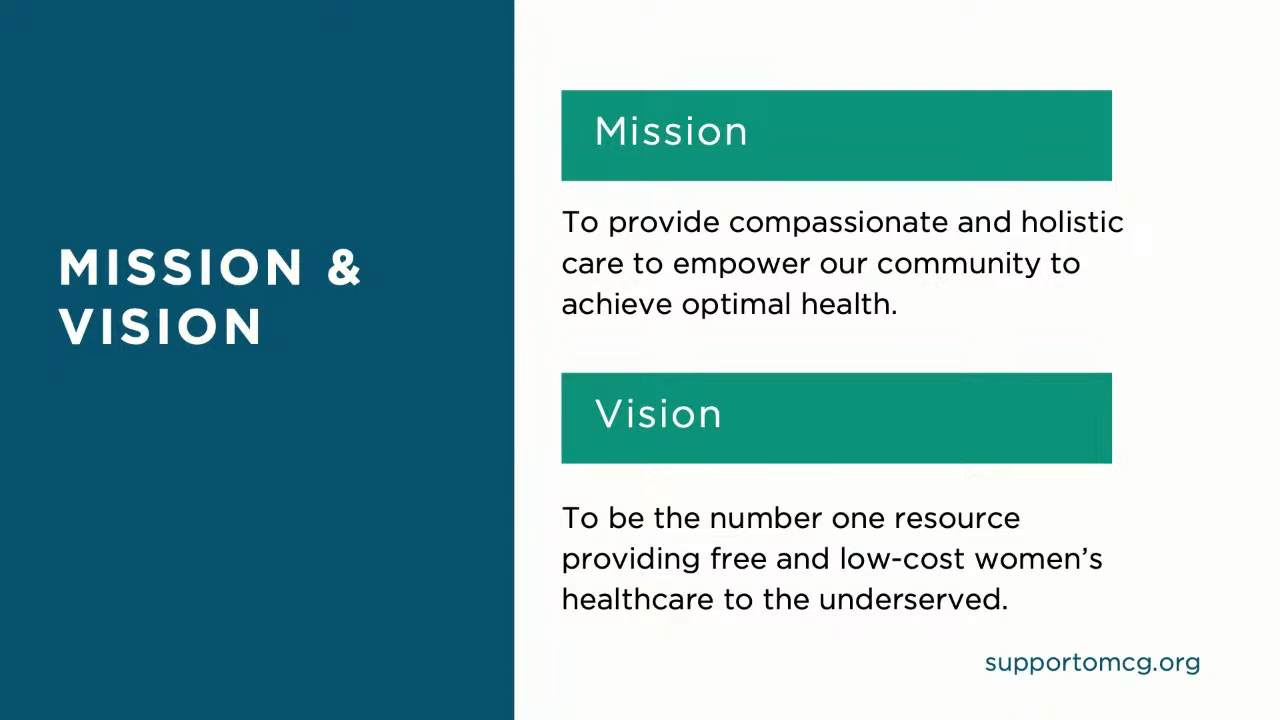 MISSION &
VISION
Mission
To provide compassionate and holistic
care to empower our community to
achieve optimal health.
Vision
To be the number one resource
providing free and low-cost women’s
healthcare to the underserved.
supportomcg.org